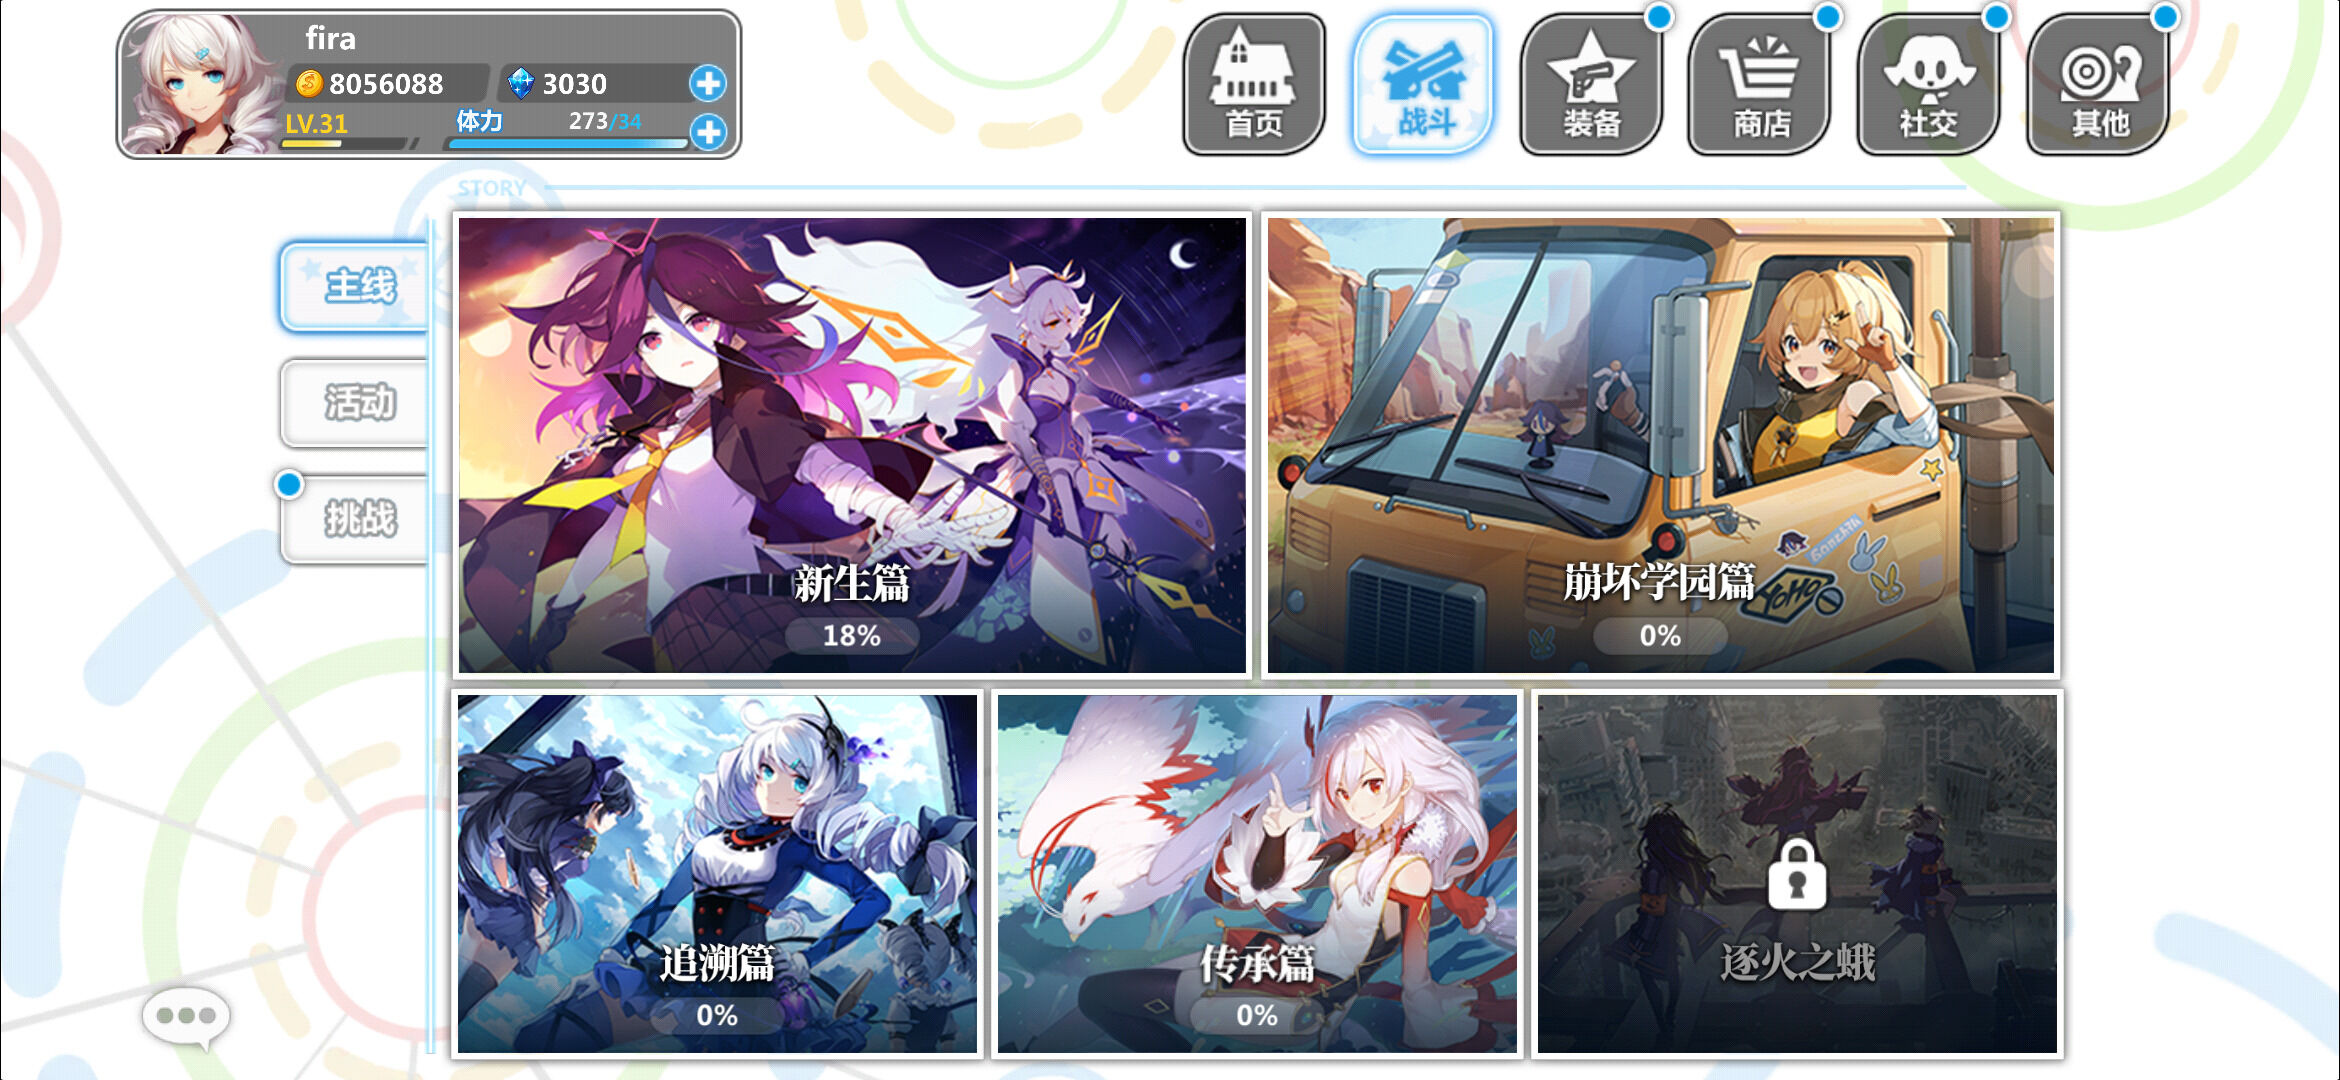 fira
8056088
3030
LV.31
体力
273/34
首页
战斗
装备
商店
社交
其他
STORY
主线
活动
挑战
新生篇
18%
崩坏学园篇
0%
YoHo
追溯篇
0%
传承篇
0%
逐火之蛾